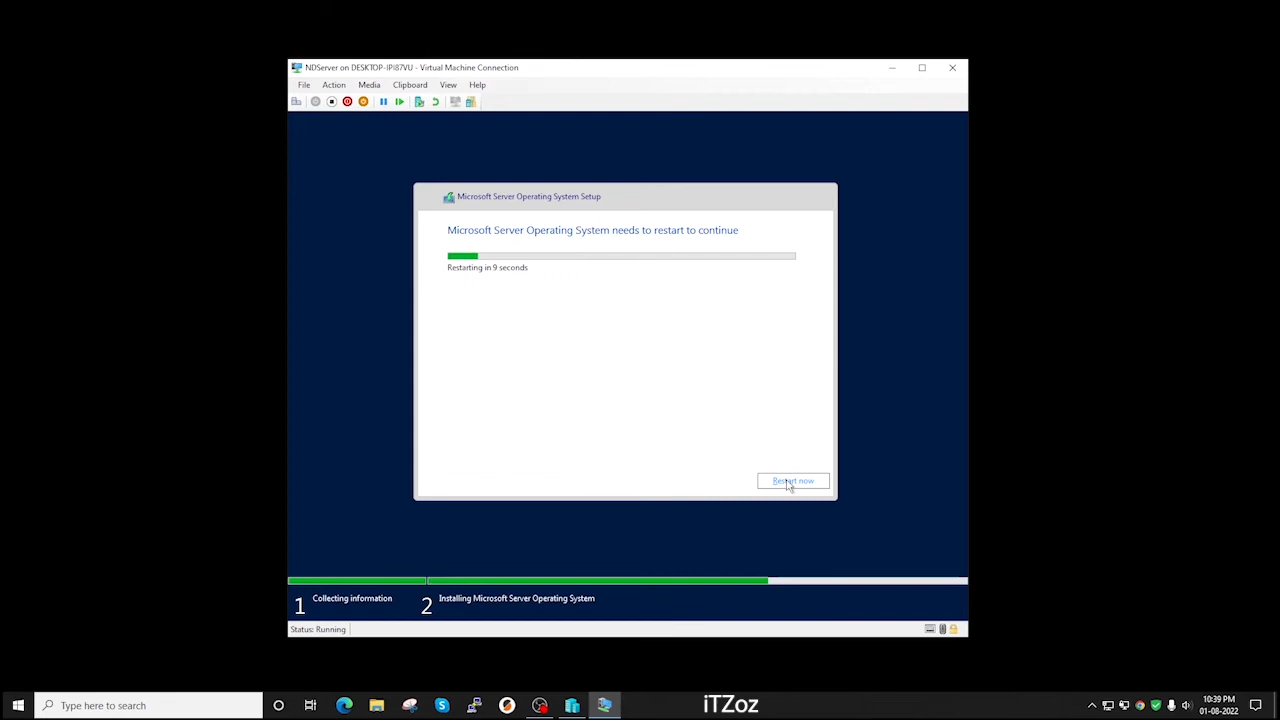 NDServer on DESKTOP-IPI87VU - Virtual Machine Connection
File Action Media Clipboard View Help
Microsoft Server Operating System Setup
Microsoft Server Operating System needs to restart to continue
Restarting in 9 seconds
Restart now
1 Collecting information 2 Installing Microsoft Server Operating System
Status: Running
Type here to search
iTZoz
10:39 PM
01-08-2022